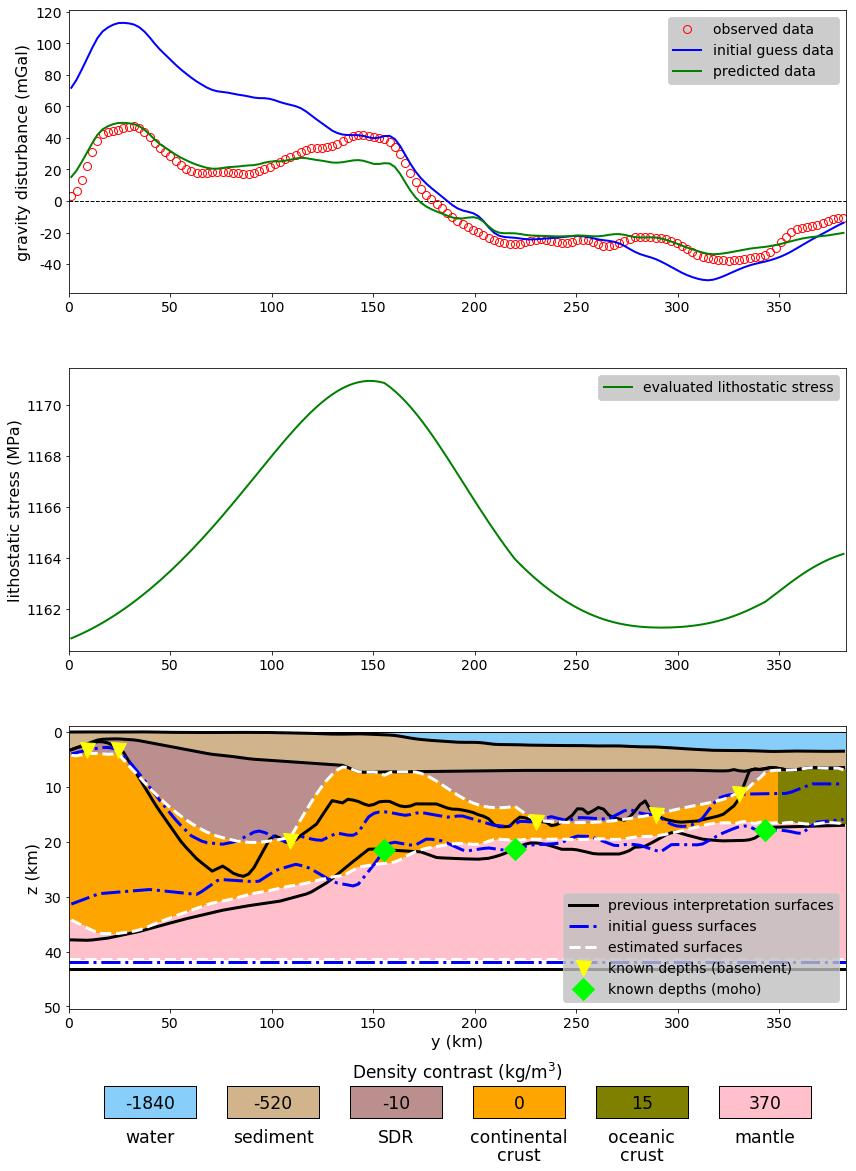 gravity disturbance (mGal)
120
100
80
60
40
20
0
-20
-40
observed data
initial guess data
predicted data
0 50 100 150 200 250 300 350
lithostatic stress (MPa)
1170
1168
1166
1164
1162
evaluated lithostatic stress
0 50 100 150 200 250 300 350
z (km)
0
10
20
30
40
50
previous interpretation surfaces
initial guess surfaces
estimated surfaces
known depths (basement)
known depths (moho)
0 50 100 150 200 250 300 350
y (km)
Density contrast (kg/m³)
-1840 -520 -10 0 15 370
water sediment SDR continental oceanic mantle
crust crust